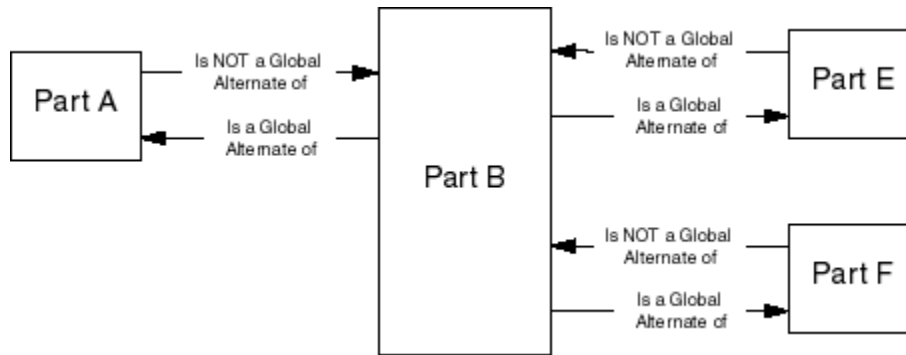 Is NOT a Global
Alternate of
Part A
Is a Global
Alternate of
Part B
Is NOT a Global
Alternate of
Part E
Is a Global
Alternate of
Is NOT a Global
Alternate of
Part F
Is a Global
Alternate of